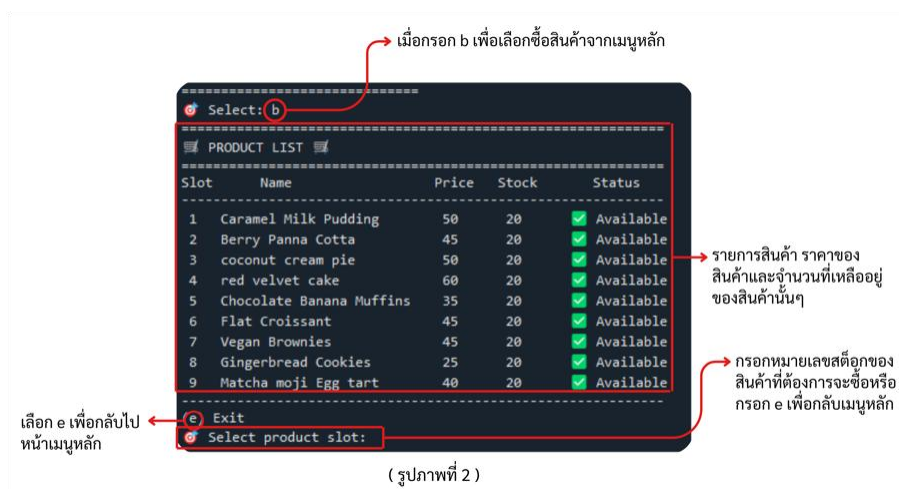 เมื่อกรอก b เพื่อเลือกซื้อสินค้าจากเมนูหลัก
==============================
🎯 Select: b
=============================================================
🛒 PRODUCT LIST 🛒
=============================================================
Slot Name Price Stock Status
-------------------------------------------------------------
1 Caramel Milk Pudding 50 20 ✅ Available
2 Berry Panna Cotta 45 20 ✅ Available
3 coconut cream pie 50 20 ✅ Available
4 red velvet cake 60 20 ✅ Available
5 Chocolate Banana Muffins 35 20 ✅ Available
6 Flat Croissant 45 20 ✅ Available
7 Vegan Brownies 45 20 ✅ Available
8 Gingerbread Cookies 25 20 ✅ Available
9 Matcha moji Egg tart 40 20 ✅ Available
-------------------------------------------------------------
e Exit
🎯 Select product slot:
รายการสินค้า ราคาของ
สินค้าและจำนวนที่เหลืออยู่
ของสินค้านั้นๆ
กรอกหมายเลขสต็อกของ
สินค้าที่ต้องการจะซื้อหรือ
กรอก e เพื่อกลับเมนูหลัก
เลือก e เพื่อกลับไป
หน้าเมนูหลัก
( รูปภาพที่ 2 )